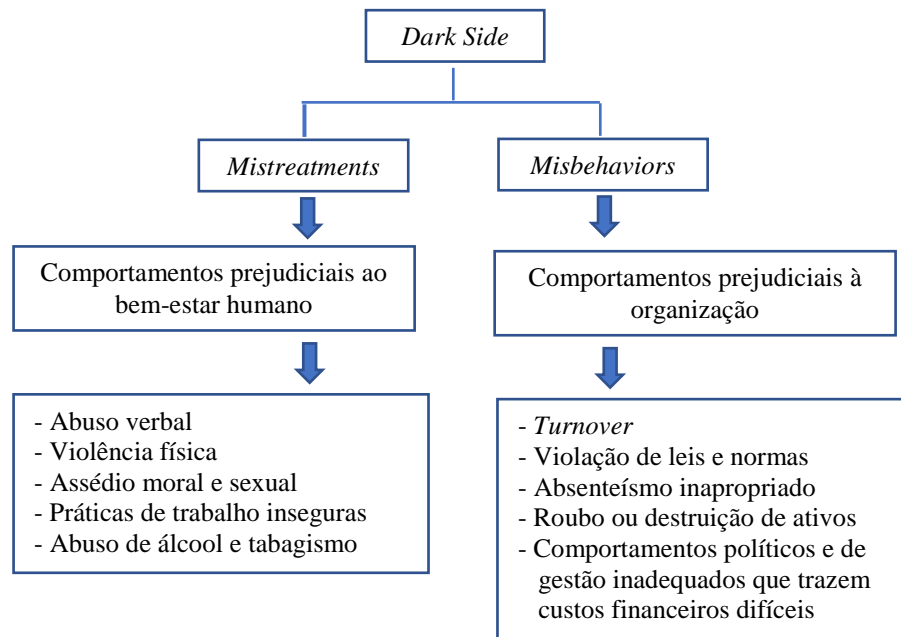 Dark Side
Mistreatments
Misbehaviors
Comportamentos prejudiciais ao
bem-estar humano
Comportamentos prejudiciais à
organização
- Abuso verbal
- Violência física
- Assédio moral e sexual
- Práticas de trabalho inseguras
- Abuso de álcool e tabagismo
- Turnover
- Violação de leis e normas
- Absenteísmo inapropriado
- Roubo ou destruição de ativos
- Comportamentos políticos e de
gestão inadequados que trazem
custos financeiros difíceis